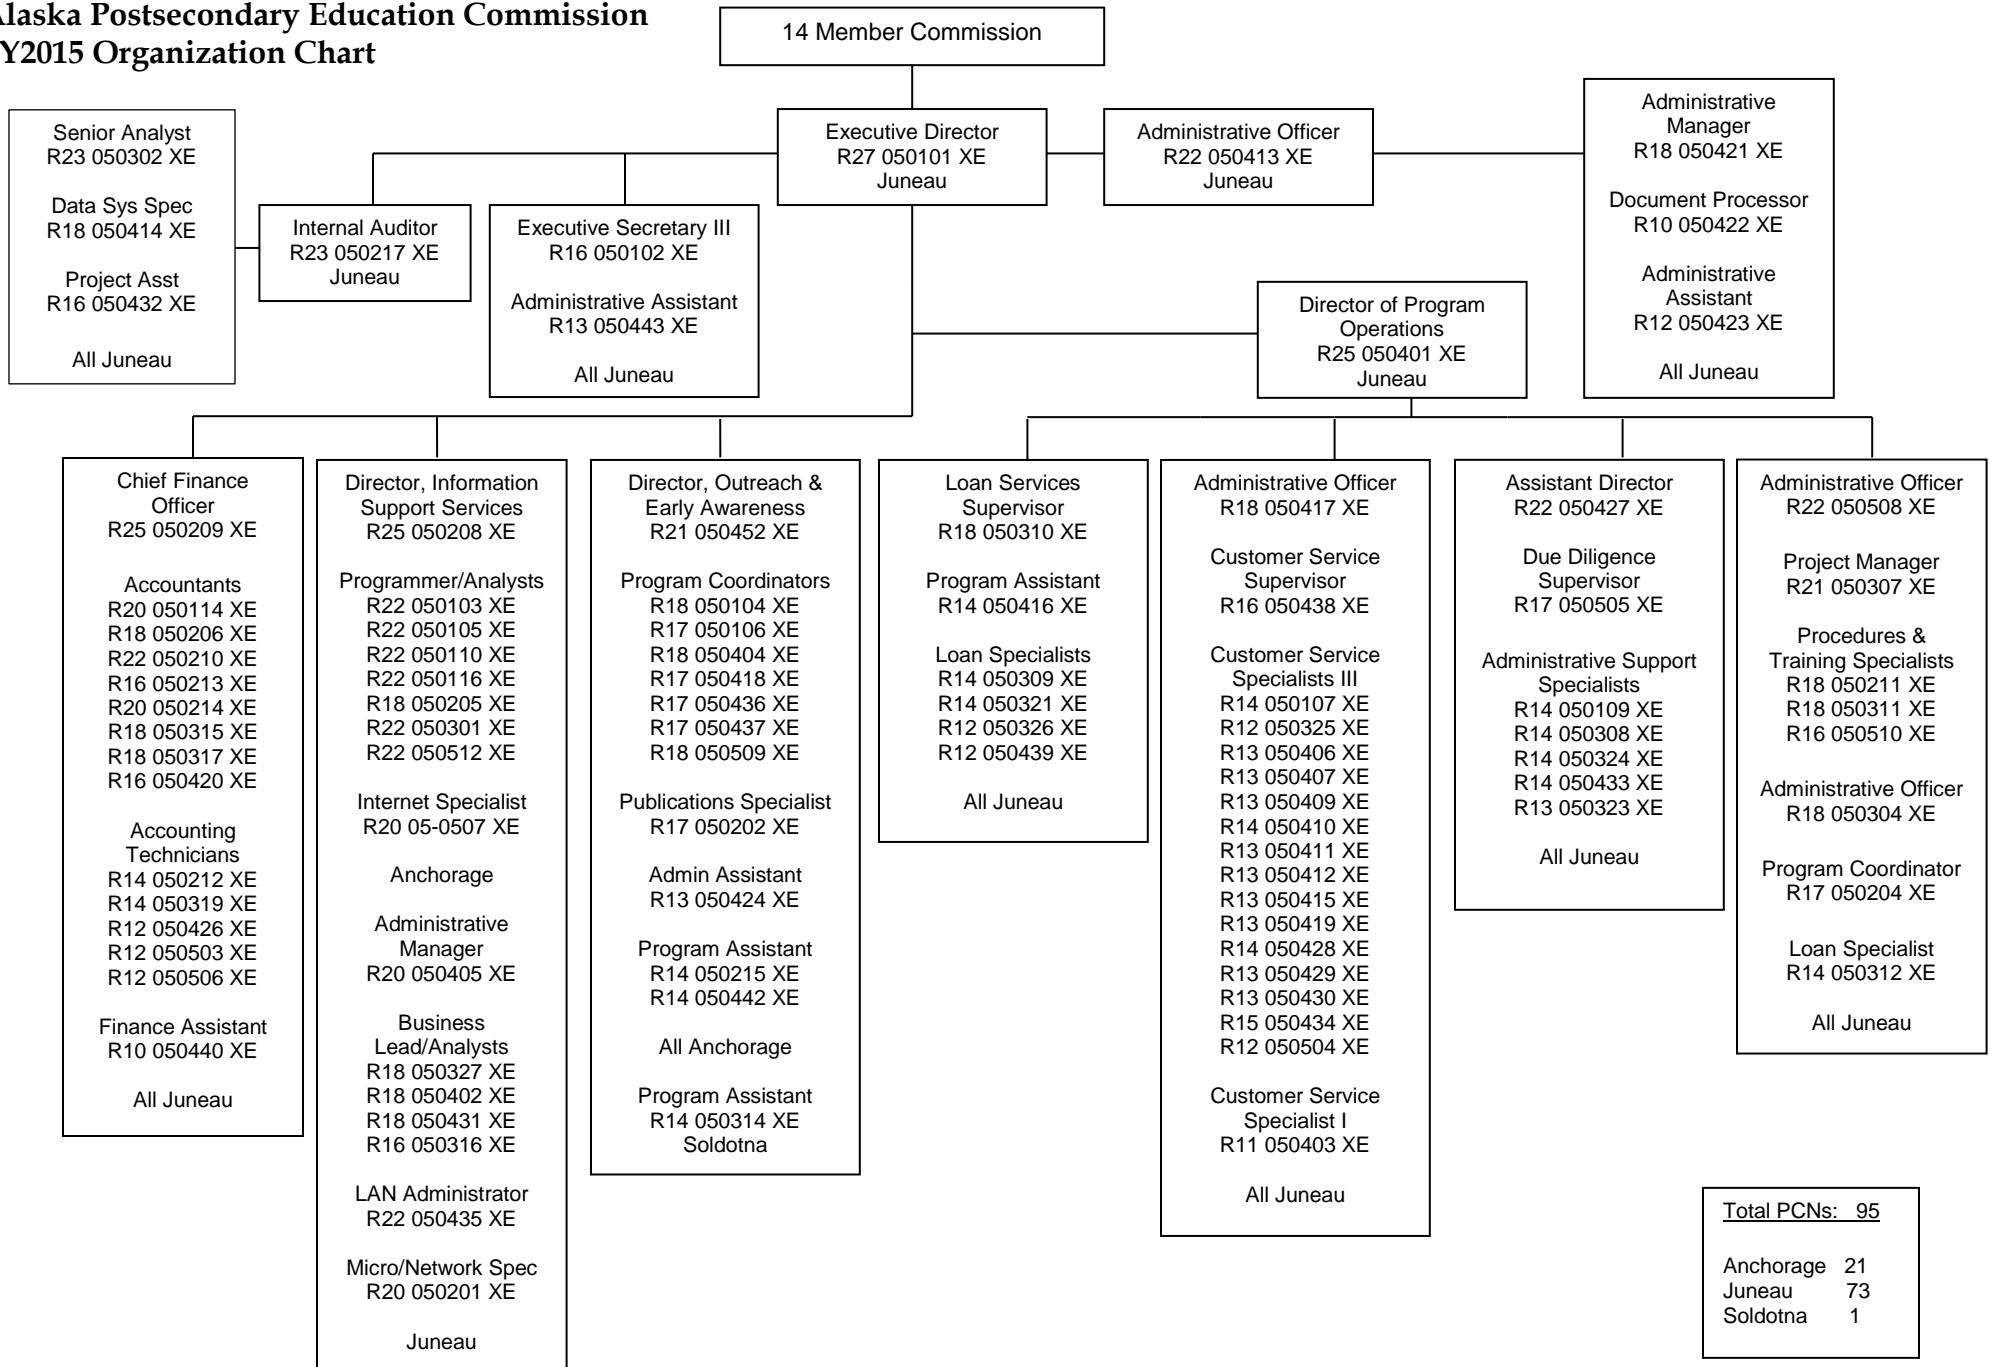 Alaska Postsecondary Education Commission
Y2015 Organization Chart
14 Member Commission
Senior Analyst
R23 050302 XE
Data Sys Spec
R18 050414 XE
Project Asst
R16 050432 XE
All Juneau
Internal Auditor
R23 050217 XE
Juneau
Executive Secretary III
R16 050102 XE
Administrative Assistant
R13 050443 XE
All Juneau
Executive Director
R27 050101 XE
Juneau
Administrative Officer
R22 050413 XE
Juneau
Administrative
Manager
R18 050421 XE
Document Processor
R10 050422 XE
Administrative
Assistant
R12 050423 XE
All Juneau
Director of Program
Operations
R25 050401 XE
Juneau
Chief Finance
Officer
R25 050209 XE
Accountants
R20 050114 XE
R18 050206 XE
R22 050210 XE
R16 050213 XE
R20 050214 XE
R18 050315 XE
R18 050317 XE
R16 050420 XE
Accounting
Technicians
R14 050212 XE
R14 050319 XE
R12 050426 XE
R12 050503 XE
R12 050506 XE
Finance Assistant
R10 050440 XE
All Juneau
Director, Information
Support Services
R25 050208 XE
Programmer/Analysts
R22 050103 XE
R22 050105 XE
R22 050110 XE
R22 050116 XE
R18 050205 XE
R22 050301 XE
R22 050512 XE
Internet Specialist
R20 05-0507 XE
Anchorage
Administrative
Manager
R20 050405 XE
Business
Lead/Analysts
R18 050327 XE
R18 050402 XE
R18 050431 XE
R16 050316 XE
LAN Administrator
R22 050435 XE
Micro/Network Spec
R20 050201 XE
Juneau
Director, Outreach &
Early Awareness
R21 050452 XE
Program Coordinators
R18 050104 XE
R17 050106 XE
R18 050404 XE
R17 050418 XE
R17 050436 XE
R17 050437 XE
R18 050509 XE
Publications Specialist
R17 050202 XE
Admin Assistant
R13 050424 XE
Program Assistant
R14 050215 XE
R14 050442 XE
All Anchorage
Program Assistant
R14 050314 XE
Soldotna
Loan Services
Supervisor
R18 050310 XE
Program Assistant
R14 050416 XE
Loan Specialists
R14 050309 XE
R14 050321 XE
R12 050326 XE
R12 050439 XE
All Juneau
Administrative Officer
R18 050417 XE
Customer Service
Supervisor
R16 050438 XE
Customer Service
Specialists III
R14 050107 XE
R12 050325 XE
R13 050406 XE
R13 050407 XE
R13 050409 XE
R14 050410 XE
R13 050411 XE
R13 050412 XE
R13 050415 XE
R13 050419 XE
R14 050428 XE
R13 050429 XE
R13 050430 XE
R15 050434 XE
R12 050504 XE
Customer Service
Specialist I
R11 050403 XE
All Juneau
Assistant Director
R22 050427 XE
Due Diligence
Supervisor
R17 050505 XE
Administrative Support
Specialists
R14 050109 XE
R14 050308 XE
R14 050324 XE
R14 050433 XE
R13 050323 XE
All Juneau
Administrative Officer
R22 050508 XE
Project Manager
R21 050307 XE
Procedures &
Training Specialists
R18 050211 XE
R18 050311 XE
R16 050510 XE
Administrative Officer
R18 050304 XE
Program Coordinator
R17 050204 XE
Loan Specialist
R14 050312 XE
All Juneau
Total PCNs: 95
Anchorage 21
Juneau 73
Soldotna 1